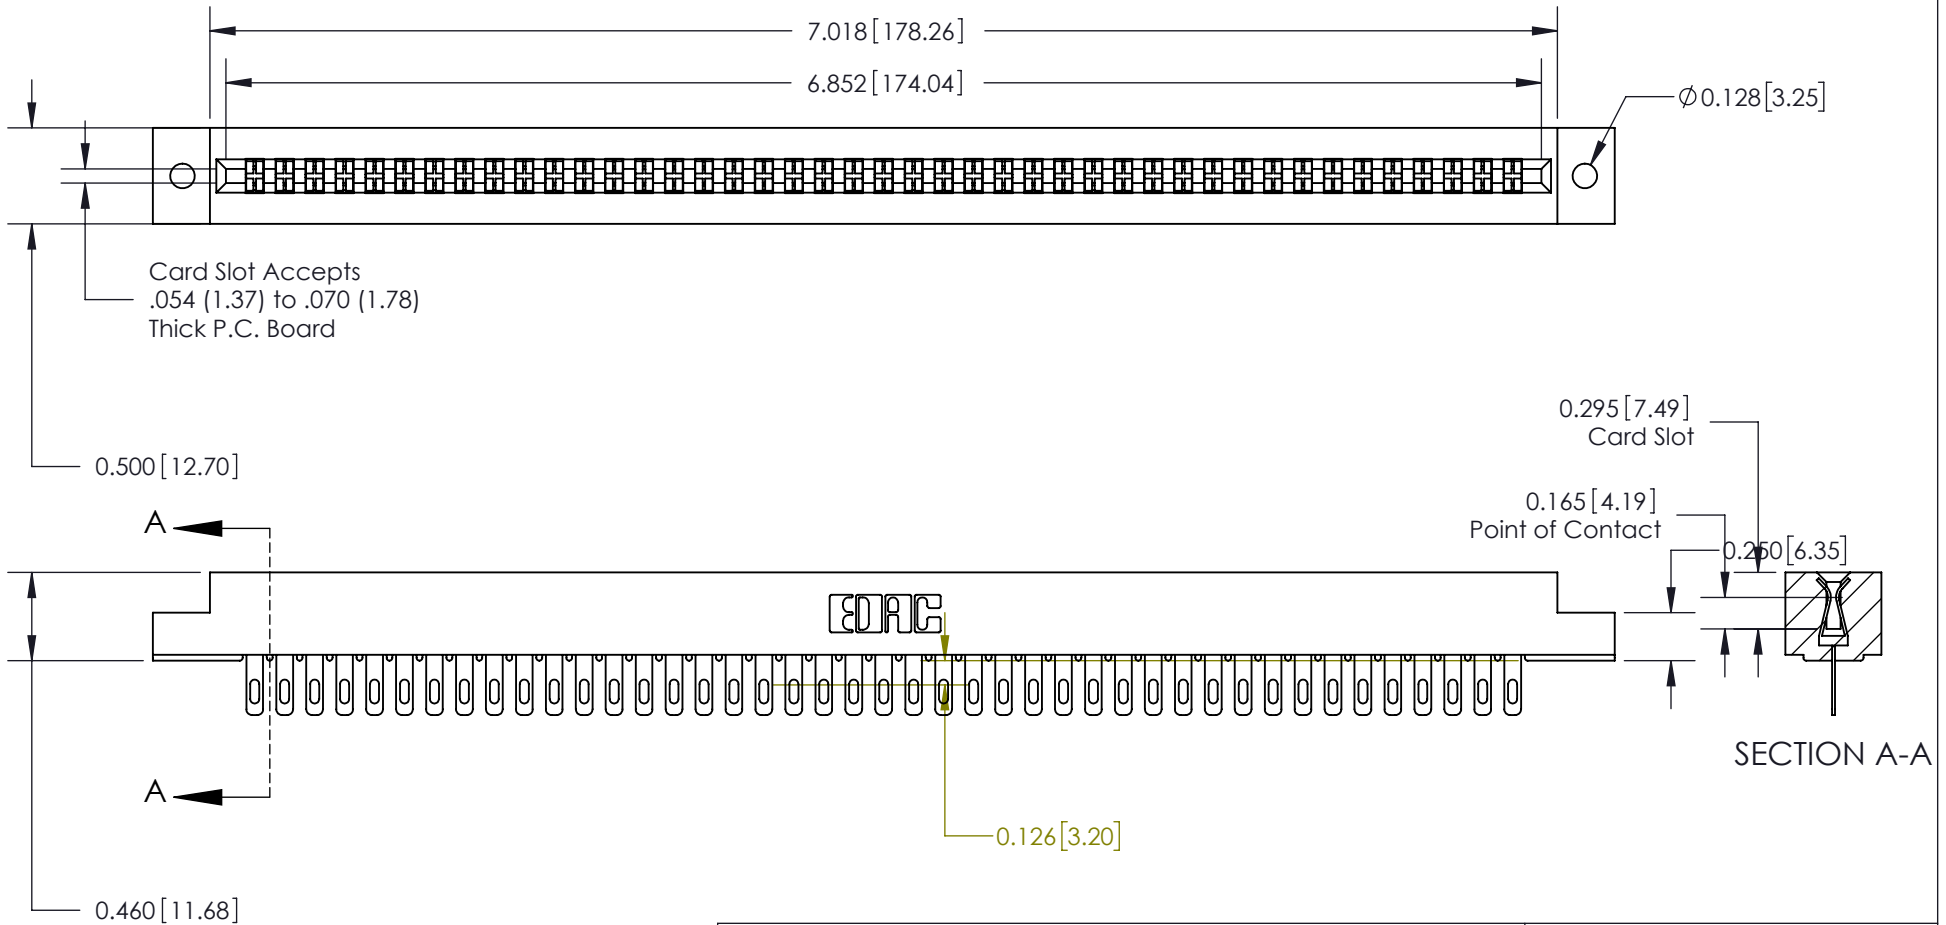 7.018[178.26]
6.852[174.04]
Ø0.128[3.25]
Card Slot Accepts
.054 (1.37) to .070 (1.78)
Thick P.C. Board
0.295[7.49]
Card Slot
0.500[12.70]
0.165[4.19]
Point of Contact
A
0.250[6.35]
EDAC
SECTION A-A
A
0.126[3.20]
0.460[11.68]